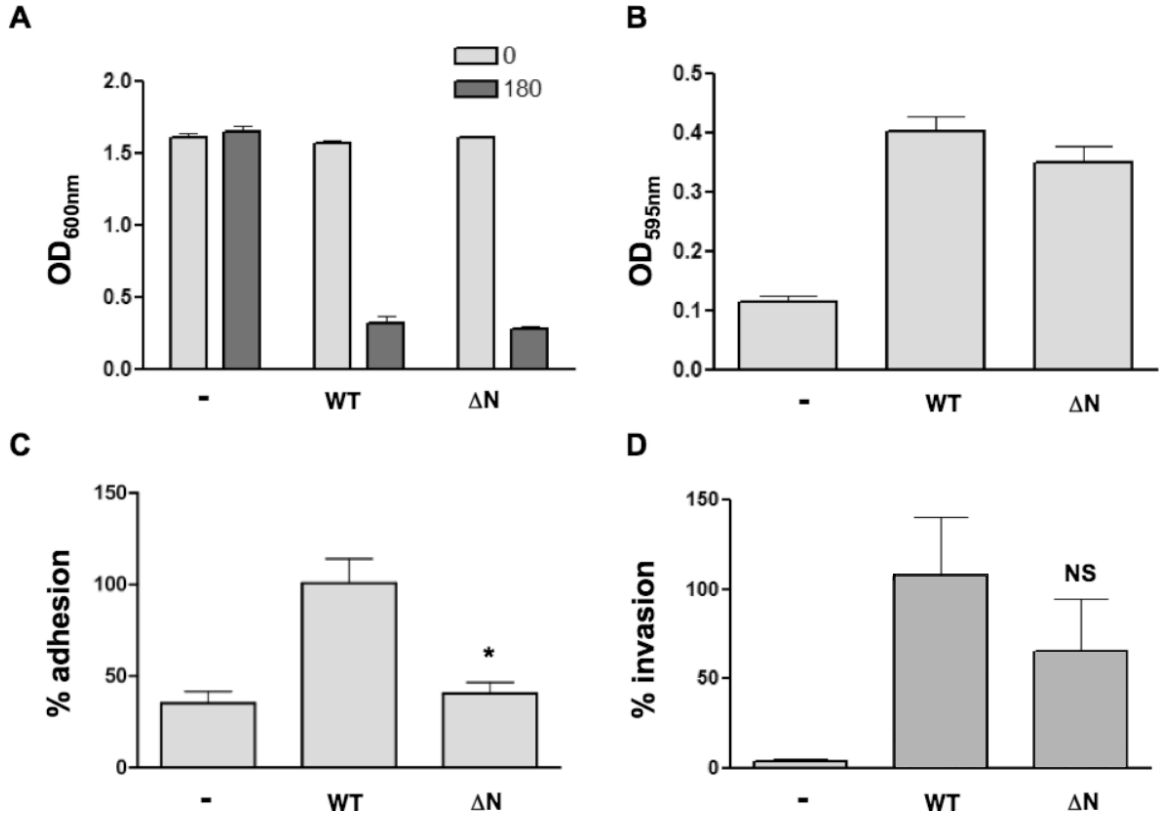 A
0
180
OD600nm
2.0
1.5
1.0
0.5
0.0
- WT ΔN
B
OD595nm
0.5
0.4
0.3
0.2
0.1
0.0
- WT ΔN
C
% adhesion
150
100
50
0
*
- WT ΔN
D
% invasion
150
100
50
0
NS
- WT ΔN